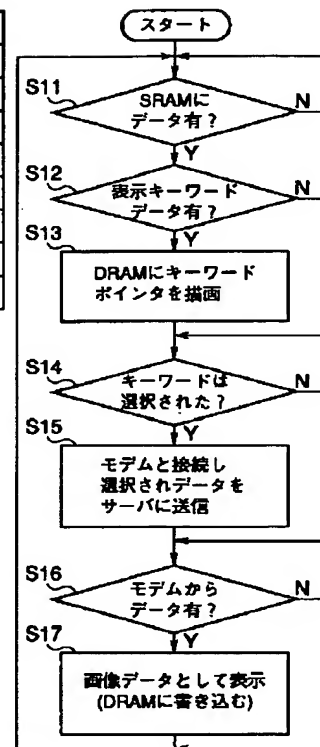 スタート
S11
SRAMに
データ有?
N
Y
S12
表示キーワード
データ有?
N
Y
S13
DRAMにキーワード
ポインタを描画
S14
キーワードは
選択された?
N
Y
S15
モデムと接続し
選択されデータを
サーバに送信
S16
モデムから
データ有?
N
Y
S17
画像データとして表示
(DRAMに書き込む)